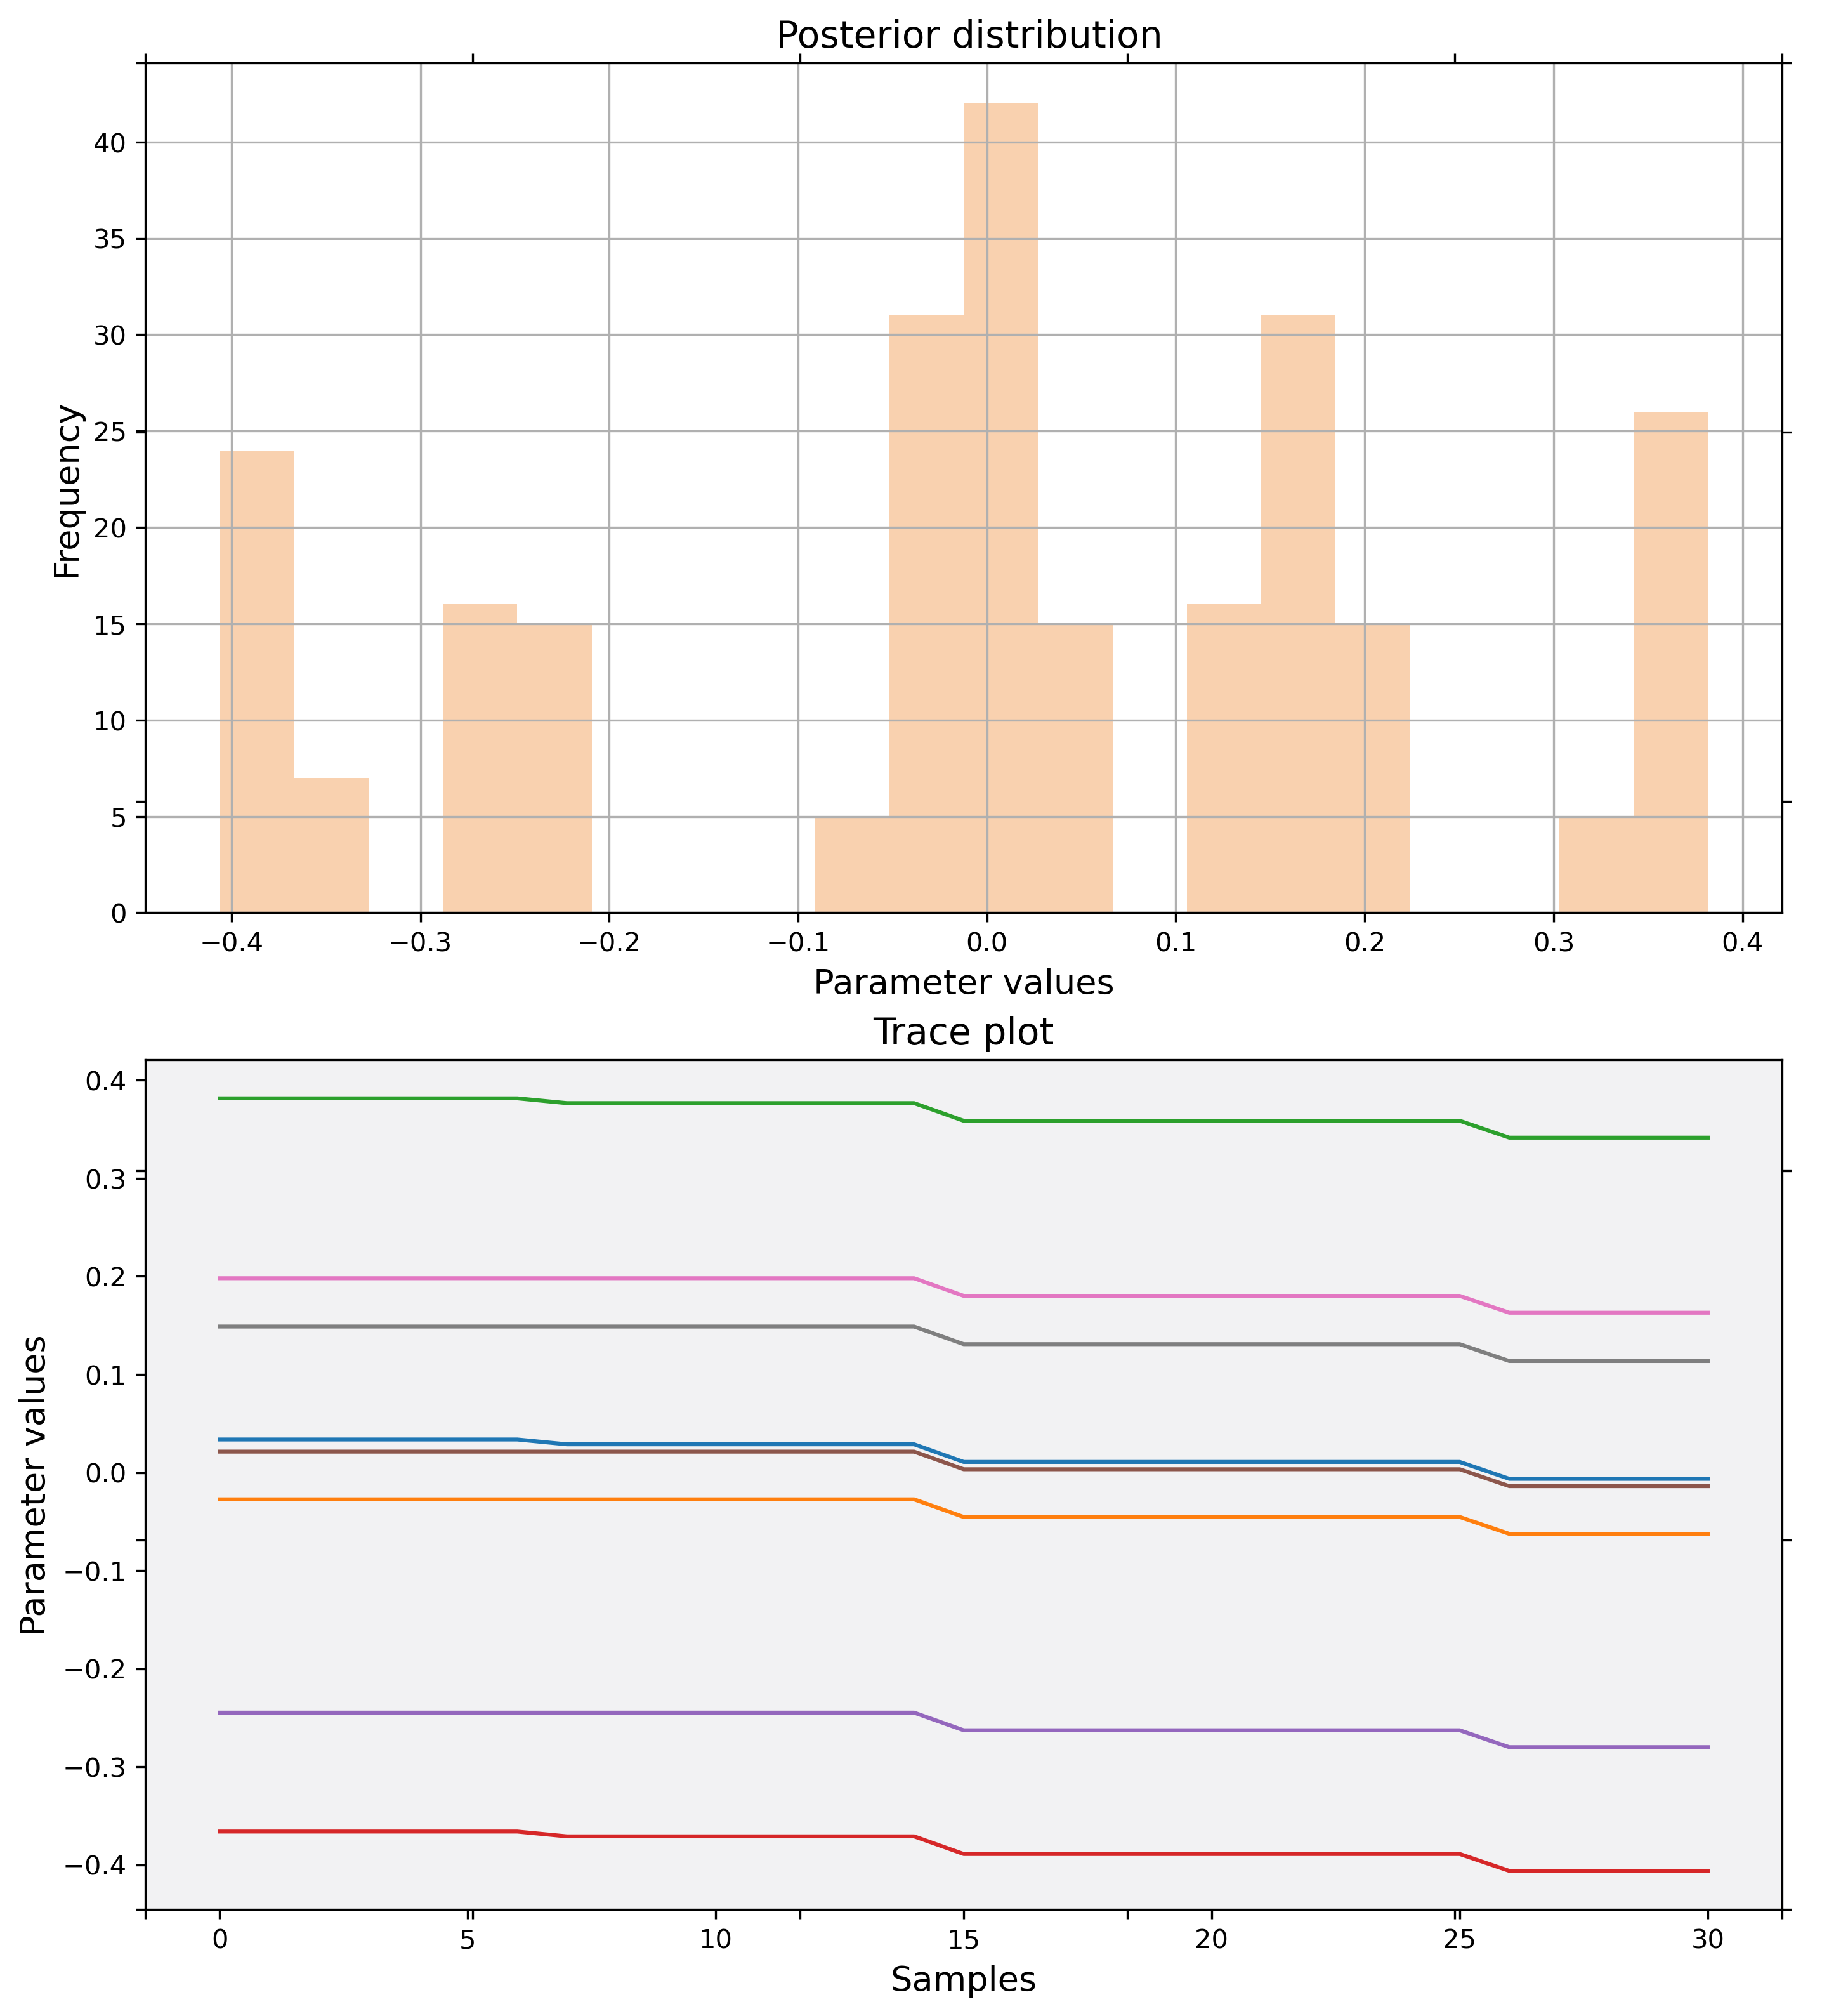 Posterior distribution
40
35
30
25
20
15
10
5
0
Frequency
−0.4 −0.3 −0.2 −0.1 0.0 0.1 0.2 0.3 0.4
Parameter values
Trace plot
0.4
0.3
0.2
0.1
0.0
−0.1
−0.2
−0.3
−0.4
Parameter values
0 5 10 15 20 25 30
Samples